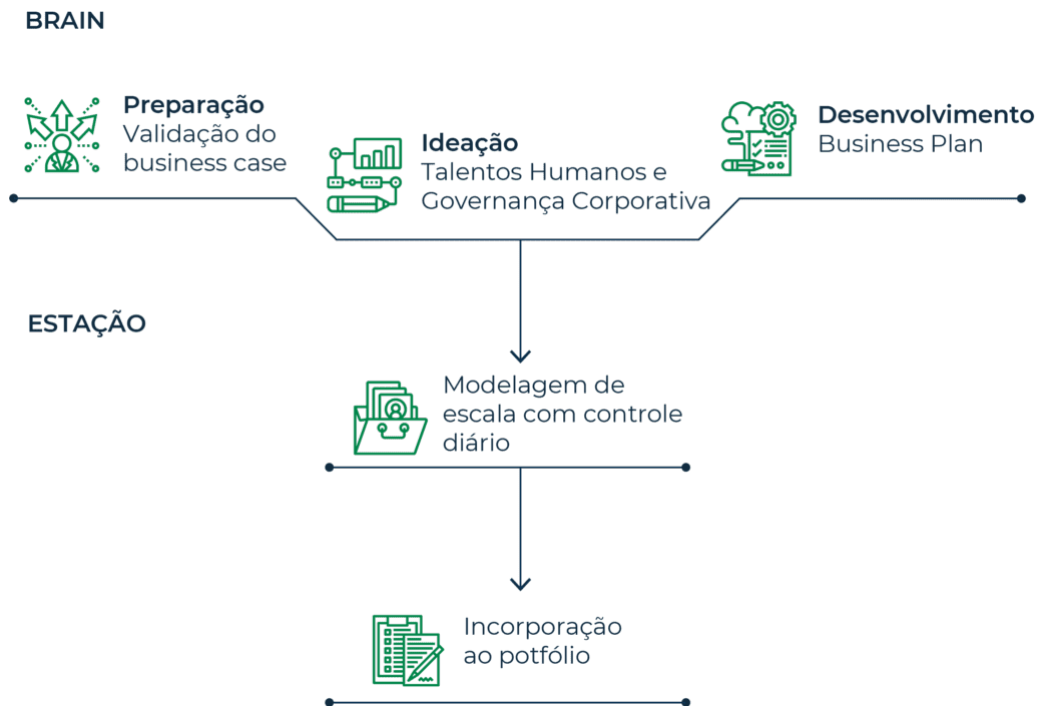 BRAIN
Preparação
Validação do
business case
Ideação
Talentos Humanos e
Governança Corporativa
Desenvolvimento
Business Plan
ESTAÇÃO
Modelagem de
escala com controle
diário
Incorporação
ao potfólio